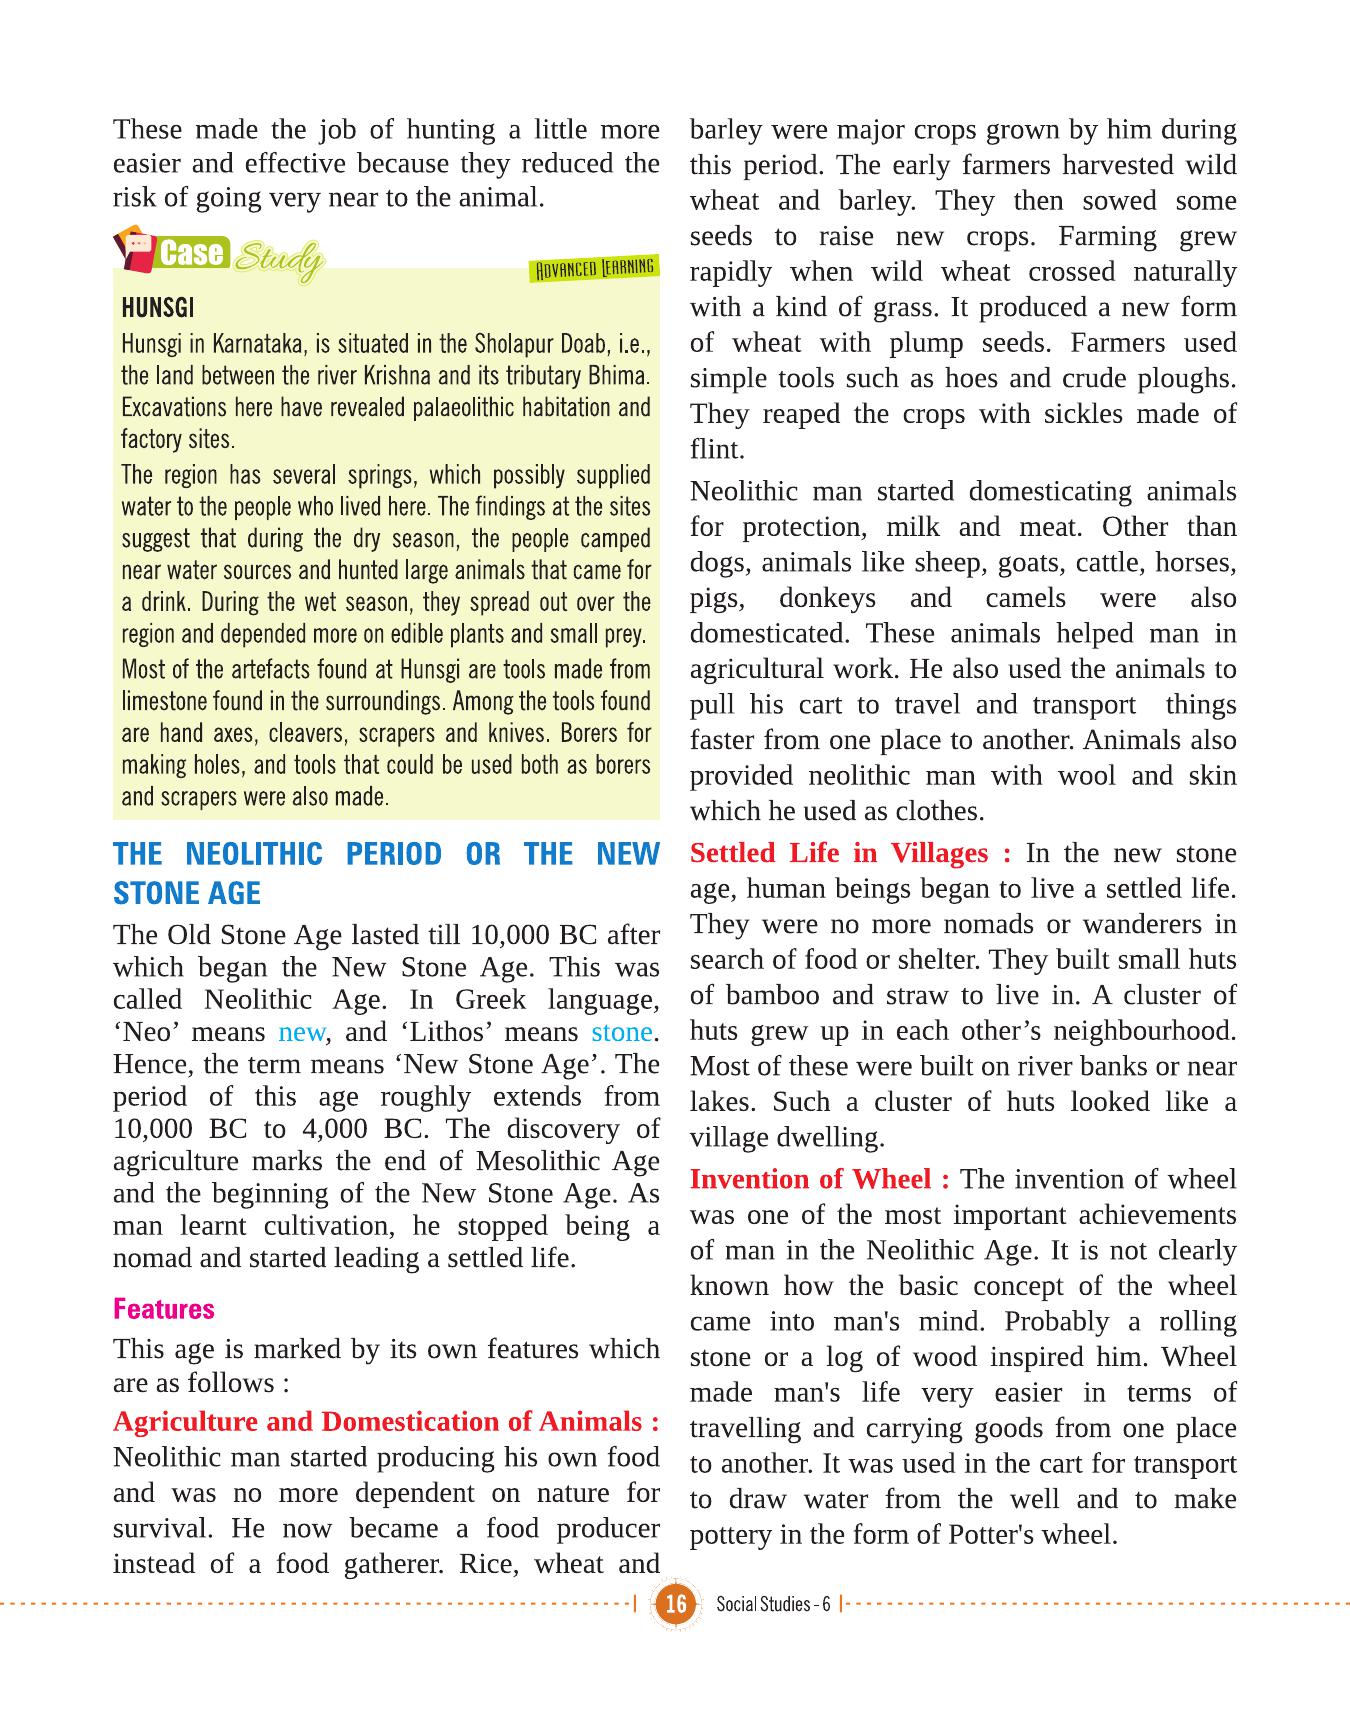 These made the job of hunting a little more
easier and effective because they reduced the
risk of going very near to the animal.
Case Study
ADVANCED LEARNING
HUNSGI
Hunsgi in Karnataka, is situated in the Sholapur Doab, i.e.,
the land between the river Krishna and its tributary Bhima.
Excavations here have revealed palaeolithic habitation and
factory sites.
The region has several springs, which possibly supplied
water to the people who lived here. The findings at the sites
suggest that during the dry season, the people camped
near water sources and hunted large animals that came for
a drink. During the wet season, they spread out over the
region and depended more on edible plants and small prey.
Most of the artefacts found at Hunsgi are tools made from
limestone found in the surroundings. Among the tools found
are hand axes, cleavers, scrapers and knives. Borers for
making holes, and tools that could be used both as borers
and scrapers were also made.
THE NEOLITHIC PERIOD OR THE NEW
STONE AGE
The Old Stone Age lasted till 10,000 BC after
which began the New Stone Age. This was
called Neolithic Age. In Greek language,
‘Neo’ means new, and ‘Lithos’ means stone.
Hence, the term means ‘New Stone Age’. The
period of this age roughly extends from
10,000 BC to 4,000 BC. The discovery of
agriculture marks the end of Mesolithic Age
and the beginning of the New Stone Age. As
man learnt cultivation, he stopped being a
nomad and started leading a settled life.
Features
This age is marked by its own features which
are as follows :
Agriculture and Domestication of Animals :
Neolithic man started producing his own food
and was no more dependent on nature for
survival. He now became a food producer
instead of a food gatherer. Rice, wheat and
barley were major crops grown by him during
this period. The early farmers harvested wild
wheat and barley. They then sowed some
seeds to raise new crops. Farming grew
rapidly when wild wheat crossed naturally
with a kind of grass. It produced a new form
of wheat with plump seeds. Farmers used
simple tools such as hoes and crude ploughs.
They reaped the crops with sickles made of
flint.
Neolithic man started domesticating animals
for protection, milk and meat. Other than
dogs, animals like sheep, goats, cattle, horses,
pigs, donkeys and camels were also
domesticated. These animals helped man in
agricultural work. He also used the animals to
pull his cart to travel and transport things
faster from one place to another. Animals also
provided neolithic man with wool and skin
which he used as clothes.
Settled Life in Villages : In the new stone
age, human beings began to live a settled life.
They were no more nomads or wanderers in
search of food or shelter. They built small huts
of bamboo and straw to live in. A cluster of
huts grew up in each other’s neighbourhood.
Most of these were built on river banks or near
lakes. Such a cluster of huts looked like a
village dwelling.
Invention of Wheel : The invention of wheel
was one of the most important achievements
of man in the Neolithic Age. It is not clearly
known how the basic concept of the wheel
came into man's mind. Probably a rolling
stone or a log of wood inspired him. Wheel
made man's life very easier in terms of
travelling and carrying goods from one place
to another. It was used in the cart for transport
to draw water from the well and to make
pottery in the form of Potter's wheel.
16 Social Studies - 6